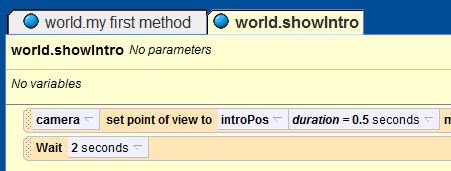 world.my first method world.showIntro
world.showIntro No parameters
No variables
camera set point of view to introPos duration = 0.5 seconds
Wait 2 seconds